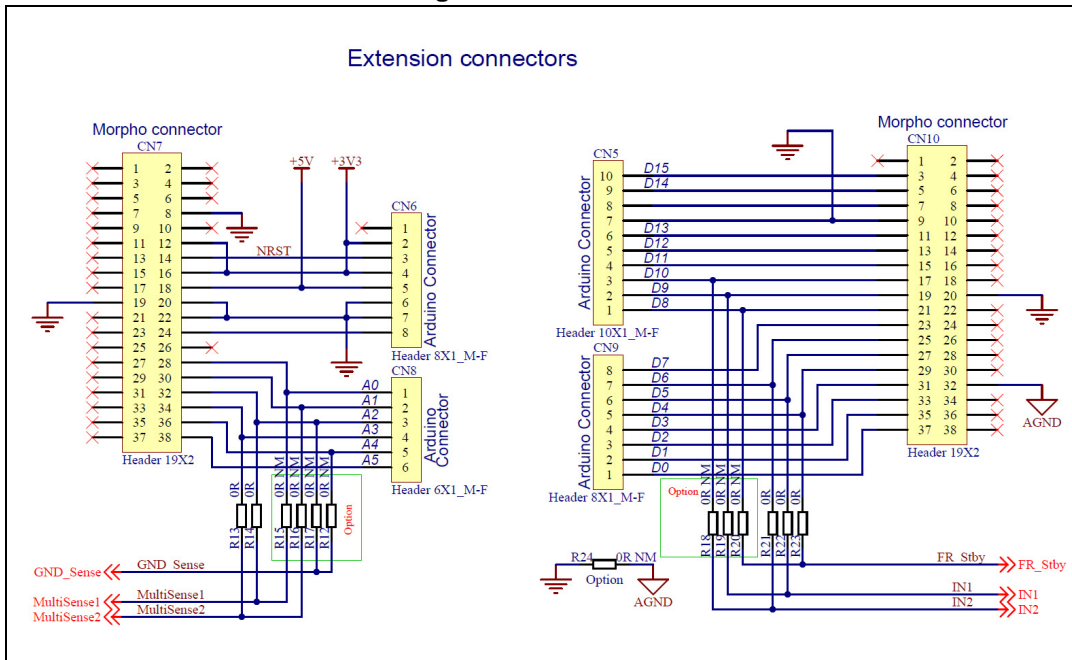 Extension connectors
Morpho connector
CN7
1 2
3 4
5 6
7 8
9 10
11 12
13 14
15 16
17 18
19 20
21 22
23 24
25 26
27 28
29 30
31 32
33 34
35 36
37 38
Header 19X2
+5V
+3V3
NRST
CN6
1
2
3
4
5
6
7
8
Arduino Connector
Header 8X1_M-F
CN8
A0
A1
A2
A3
A4
A5
1
2
3
4
5
6
Arduino
Connector
Header 6X1_M-F
R13 0R
R14 0R
R15 0R NM
R16 0R NM
R17 0R NM
R12 0R NM
Option
GND_Sense
GND_Sense
MultiSense1
MultiSense1
MultiSense2
MultiSense2
CN5
Arduino Connector
10
9
8
7
6
5
4
3
2
1
D15
D14
D13
D12
D11
D10
D9
D8
Header 10X1_M-F
CN9
Arduino Connector
8
7
6
5
4
3
2
1
D7
D6
D5
D4
D3
D2
D1
D0
Header 8X1_M-F
Morpho connector
CN10
1 2
3 4
5 6
7 8
9 10
11 12
13 14
15 16
17 18
19 20
21 22
23 24
25 26
27 28
29 30
31 32
33 34
35 36
37 38
Header 19X2
AGND
Option
R18 0R NM
R19 0R NM
R20 0R NM
R21 0R
R22 0R
R23 0R
R24 0R NM
Option
AGND
FR_Stby
FR_Stby
IN1
IN1
IN2
IN2